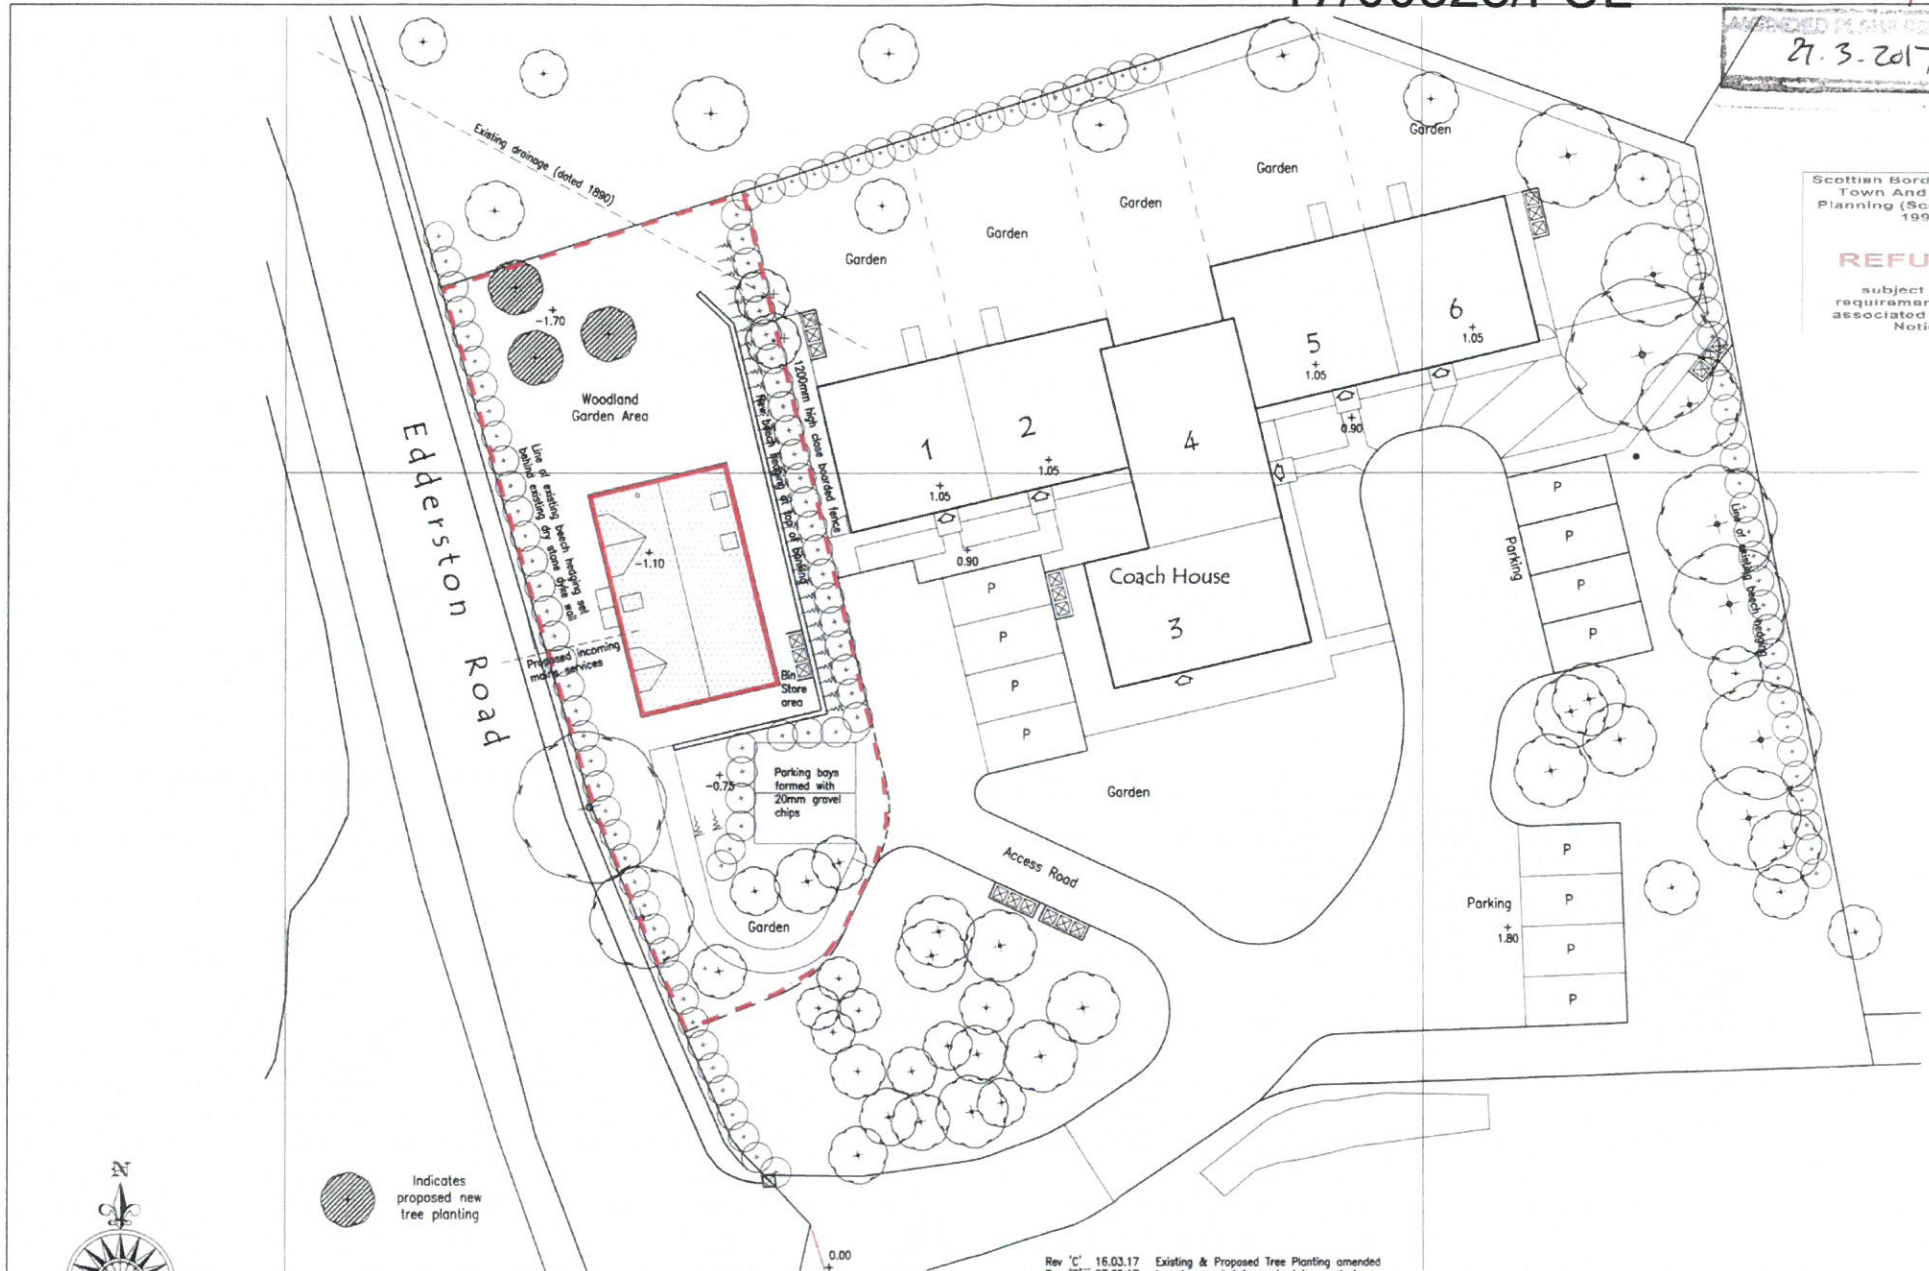 27.3.2017
Scottish Bord
Town And
Planning (Sc
199
REFU
subject
requiremen
associated
Noti
Existing drainage (dated 1890)
Garden
Garden
Garden
Garden
Garden
-1.70
Woodland
Garden Area
Edderston Road
Line of existing beech hedging set
behind existing dry stone dyke wall
1200mm high close borded fence
New beech hedging at top of banking
1
1.05
2
1.05
4
5
1.05
6
1.05
0.90
0.90
-1.10
Coach House
3
P
P
P
P
Parking
P
P
P
P
Line of existing beech hedging
Proposed incoming
mains services
Bin
Store
area
-0.75
Parking bays
formed with
20mm gravel
chips
Garden
Garden
Access Road
Parking
1.80
P
P
P
P
N
Indicates
proposed new
tree planting
0.00
Rev 'C' 16.03.17 Existing & Proposed Tree Planting amended